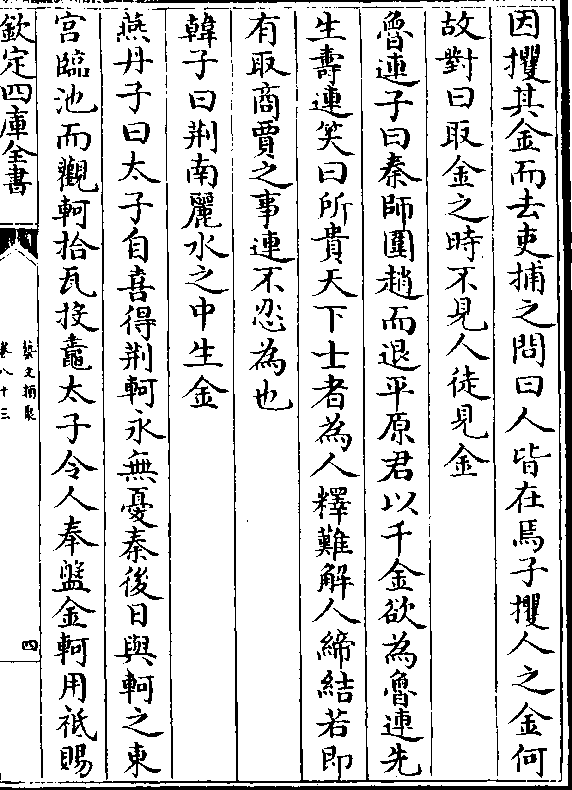 因攫其金而去吏捕之問曰人皆在焉子攫人之金何
故對曰取金之時不見人徒見金
魯連子曰秦師圍趙而退平原君以千金欲為魯連先
生壽連笑曰所貴天下士者為人釋難解人締結若即
有取商賈之事連不忍為也
韓子曰荆南麗水之中生金
燕丹子曰太子自喜得荆軻永無憂秦後日與軻之東
宮臨池而觀軻拾瓦投鼃太子令人奉盤金軻用抵賜
欽定四庫全書
藝文類聚
卷八十三
四